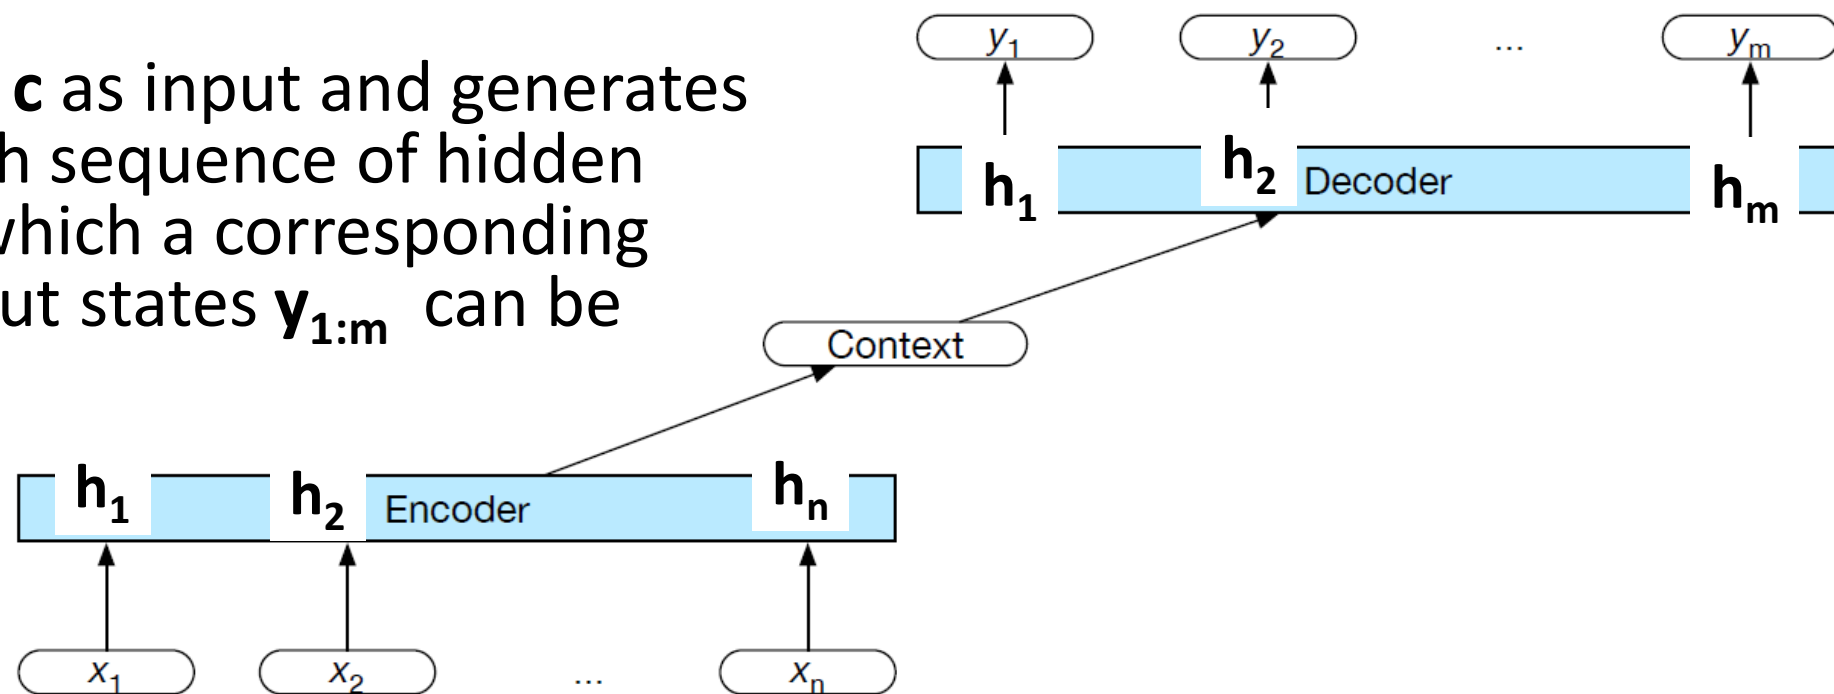 c as input and generates
h sequence of hidden
which a corresponding
ut states y1:m can be
y1 y2 ... ym
h1 h2 Decoder hm
Context
h1 h2 Encoder hn
x1 x2 ... xn